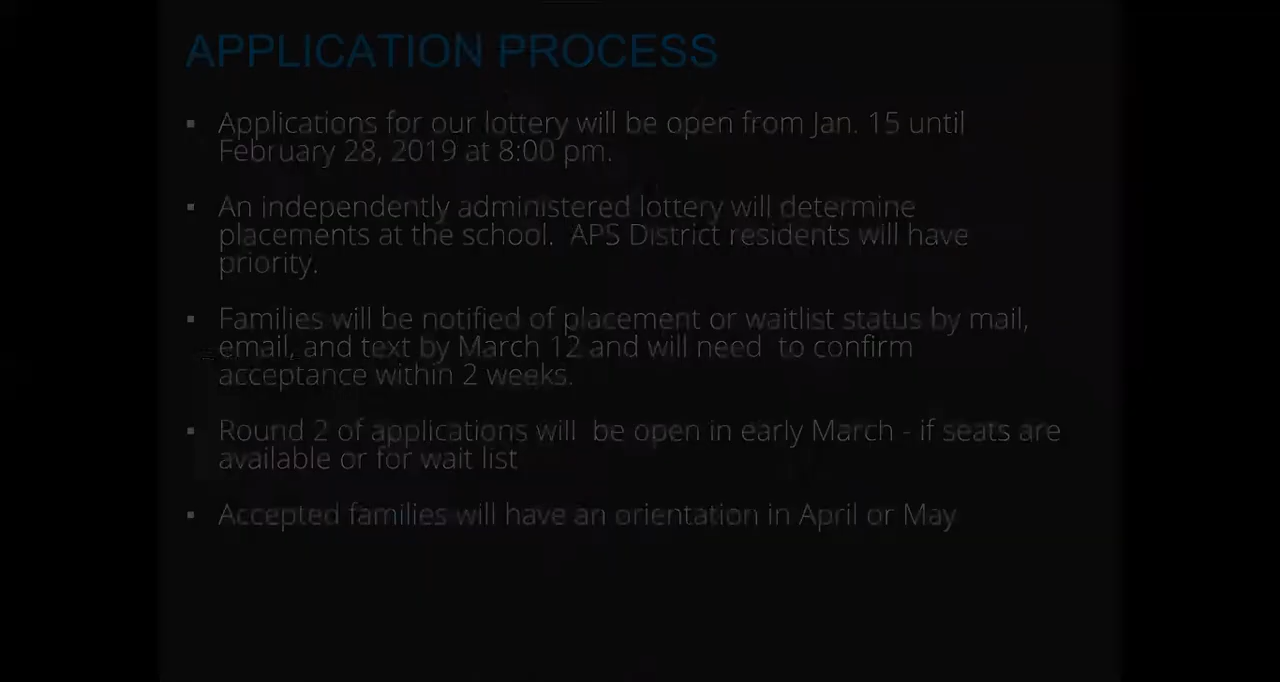 APPLICATION PROCESS
▪ Applications for our lottery will be open from Jan. 15 until
February 28, 2019 at 8:00 pm.
▪ An independently administered lottery will determine
placements at the school.  APS District residents will have
priority.
▪ Families will be notified of placement or waitlist status by mail,
email, and text by March 12 and will need  to confirm
acceptance within 2 weeks.
▪ Round 2 of applications will  be open in early March - if seats are
available or for wait list
▪ Accepted families will have an orientation in April or May